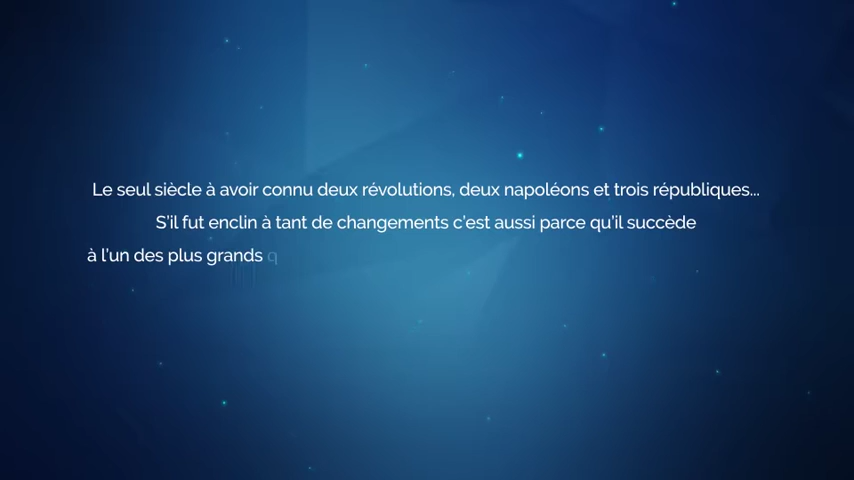 Le seul siècle à avoir connu deux révolutions, deux napoléons et trois républiques...
S'il fut enclin à tant de changements c'est aussi parce qu'il succède
à l'un des plus grands q